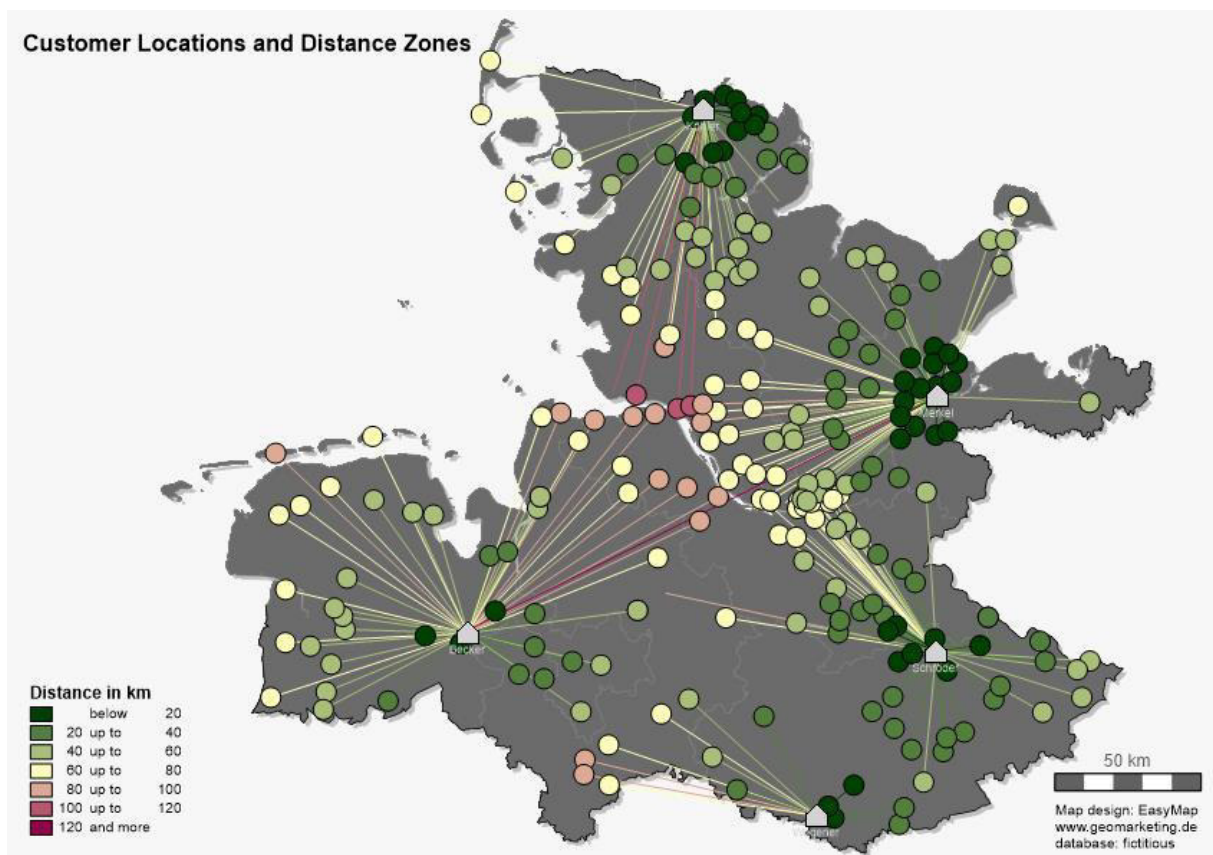 Customer Locations and Distance Zones
Merkel
Becker
Schröder
Distance in km
below 20
20 up to 40
40 up to 60
60 up to 80
80 up to 100
100 up to 120
120 and more
50 km
Map design: EasyMap
www.geomarketing.de
database: fictitious